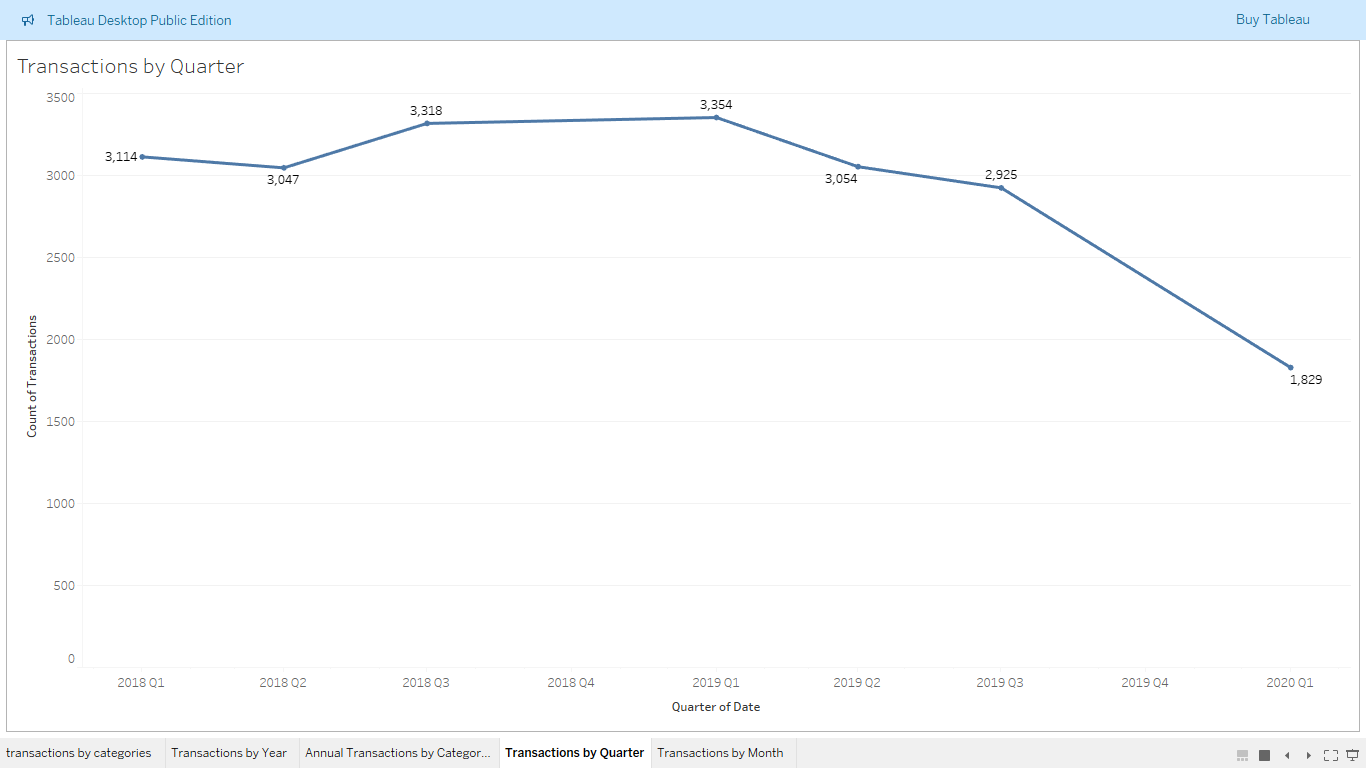 Tableau Desktop Public Edition
Buy Tableau
Transactions by Quarter
3500
3000
2500
2000
1500
1000
500
0
Count of Transactions
3,114
3,047
3,318
3,354
3,054
2,925
1,829
2018 Q1
2018 Q2
2018 Q3
2018 Q4
2019 Q1
2019 Q2
2019 Q3
2019 Q4
2020 Q1
Quarter of Date
transactions by categories
Transactions by Year
Annual Transactions by Categor...
Transactions by Quarter
Transactions by Month